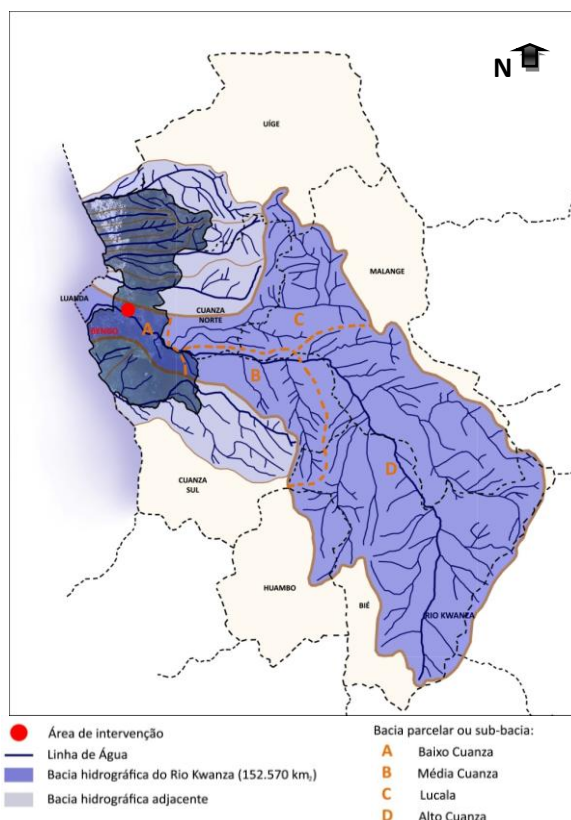 N
UÍGE
MALANGE
LUANDA
CUANZA
NORTE
C
BENGO
A
B
D
CUANZA
SUL
HUAMBO
BIÉ
RIO KWANZA
Área de intervenção
Linha de Água
Bacia hidrográfica do Rio Kwanza (152.570 km²)
Bacia hidrográfica adjacente
Bacia parcelar ou sub-bacia:
A Baixo Cuanza
B Média Cuanza
C Lucala
D Alto Cuanza